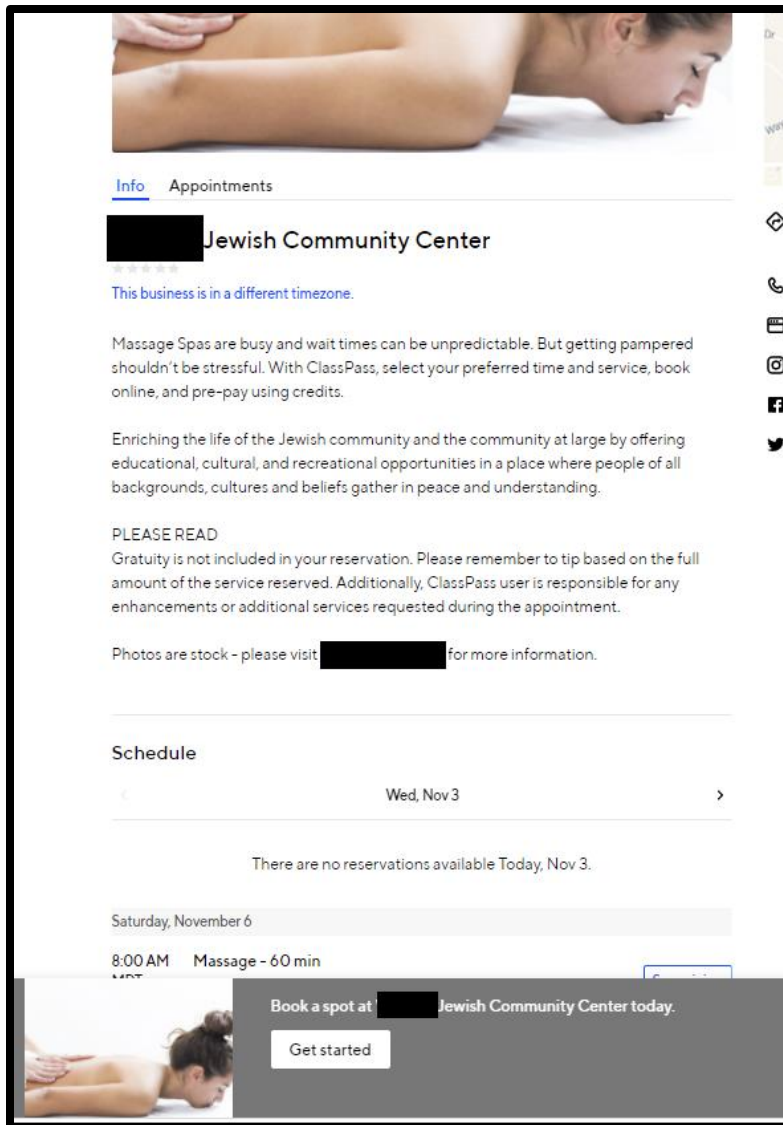 Info Appointments
Jewish Community Center
This business is in a different timezone.
Massage Spas are busy and wait times can be unpredictable. But getting pampered
shouldn't be stressful. With ClassPass, select your preferred time and service, book
online, and pre-pay using credits.
Enriching the life of the Jewish community and the community at large by offering
educational, cultural, and recreational opportunities in a place where people of all
backgrounds, cultures and beliefs gather in peace and understanding.
PLEASE READ
Gratuity is not included in your reservation. Please remember to tip based on the full
amount of the service reserved. Additionally, ClassPass user is responsible for any
enhancements or additional services requested during the appointment.
Photos are stock - please visit for more information.
Schedule
Wed, Nov 3
There are no reservations available Today, Nov 3.
Saturday, November 6
8:00 AM Massage - 60 min
Book a spot at Jewish Community Center today.
Get started